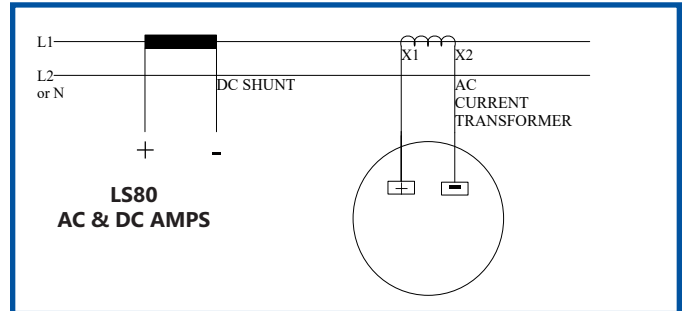 L1
X1 X2
L2
or N
DC SHUNT
AC
CURRENT
TRANSFORMER
+ -
LS80
AC & DC AMPS
+ -